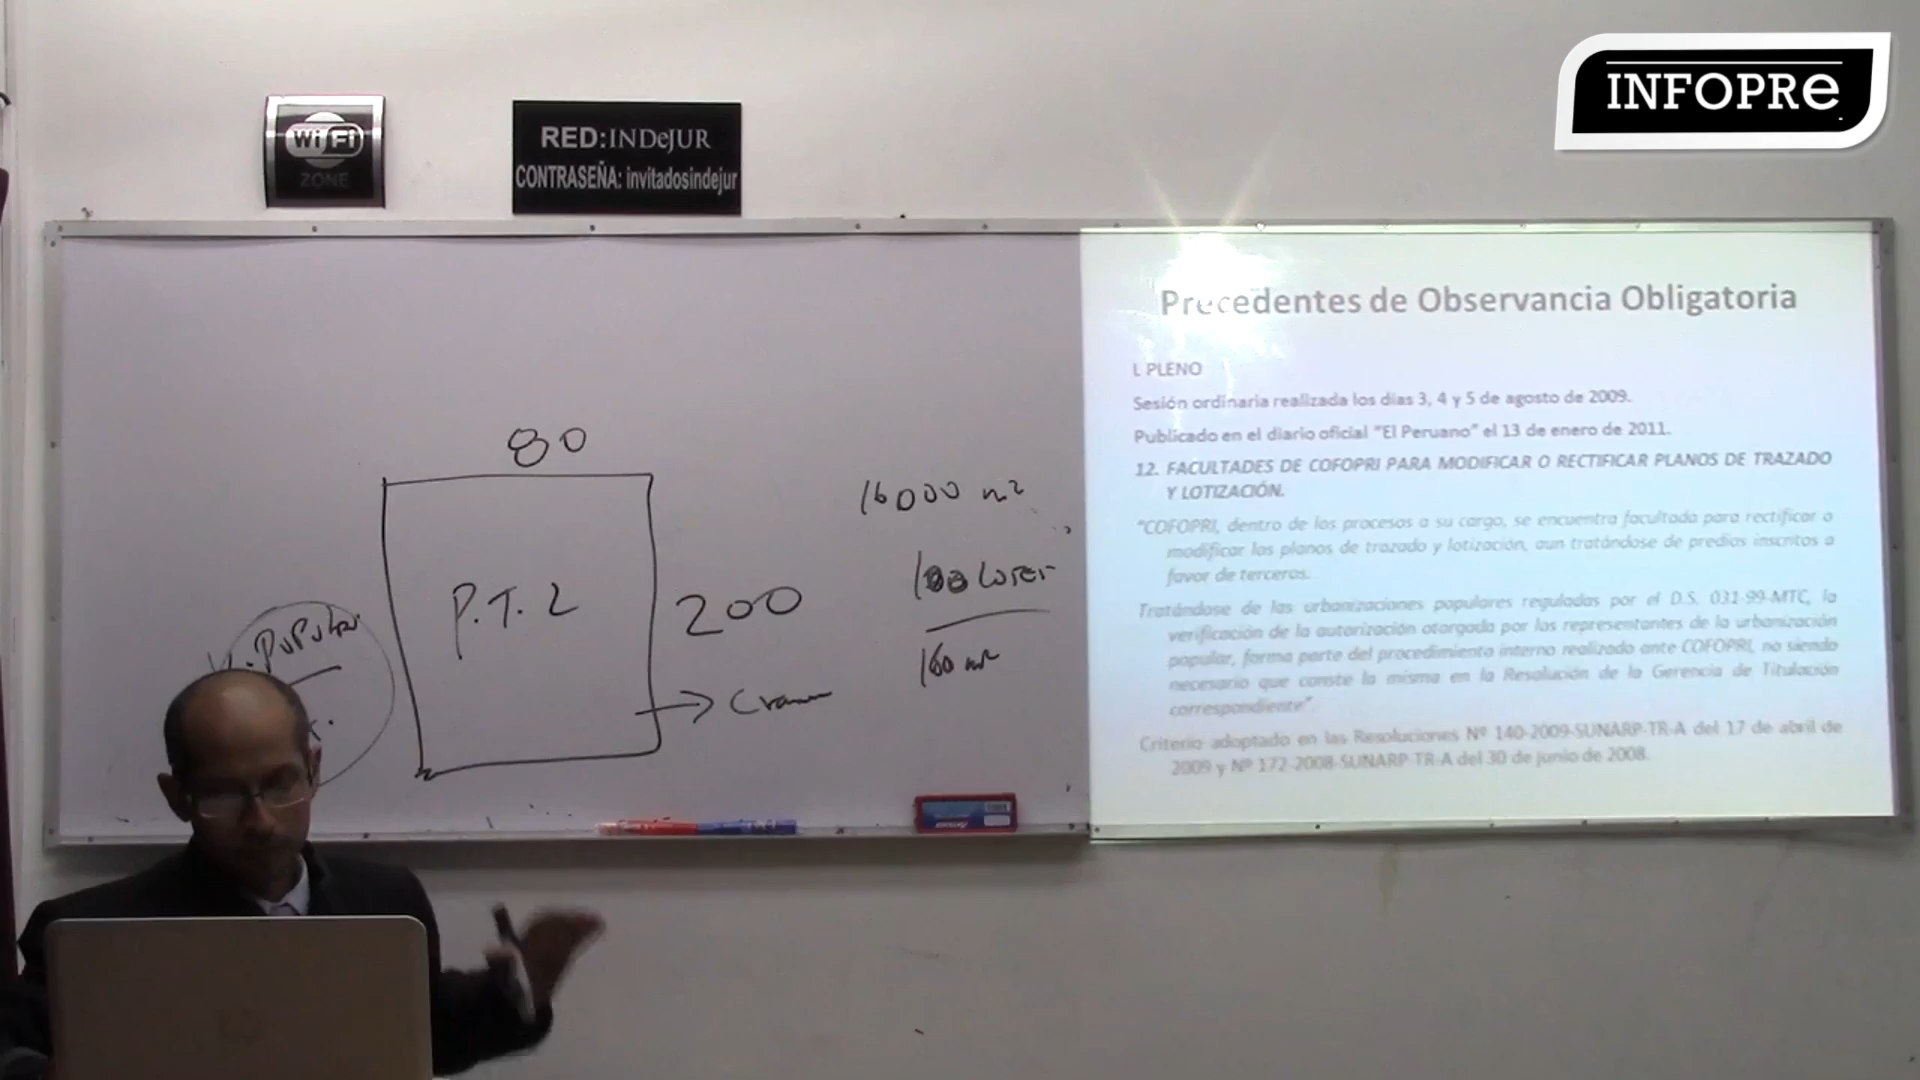 INFOPRe
Wi Fi
ZONE
RED: INDeJUR
CONTRASEÑA: invitadosindejur
Precedentes de Observancia Obligatoria
L PLENO
Sesión ordinaria realizada los días 3, 4 y 5 de agosto de 2009.
Publicado en el diario oficial "El Peruano" el 13 de enero de 2011.
12. FACULTADES DE COFOPRI PARA MODIFICAR O RECTIFICAR PLANOS DE TRAZADO
Y LOTIZACIÓN.
"COFOPRI, dentro de los procesos a su cargo, se encuentra facultada para rectificar o
modificar los planos de trazado y lotización, aun tratándose de predios inscritos a
favor de terceros.
Tratándose de las urbanizaciones populares reguladas por el D.S. 031-99-MTC, la
verificación de la autorización otorgada por los representantes de la urbanización
popular, forma parte del procedimiento interno realizado ante COFOPRI, no siendo
necesario que conste la misma en la Resolución de la Gerencia de Titulación
correspondiente".
Criterio adoptado en las Resoluciones Nº 140-2009-SUNARP-TR-A del 17 de abril de
2009 y Nº 172-2008-SUNARP-TR-A del 30 de junio de 2008.
80
P.T.L
200
16000 m2
100 LOTES
160 m2